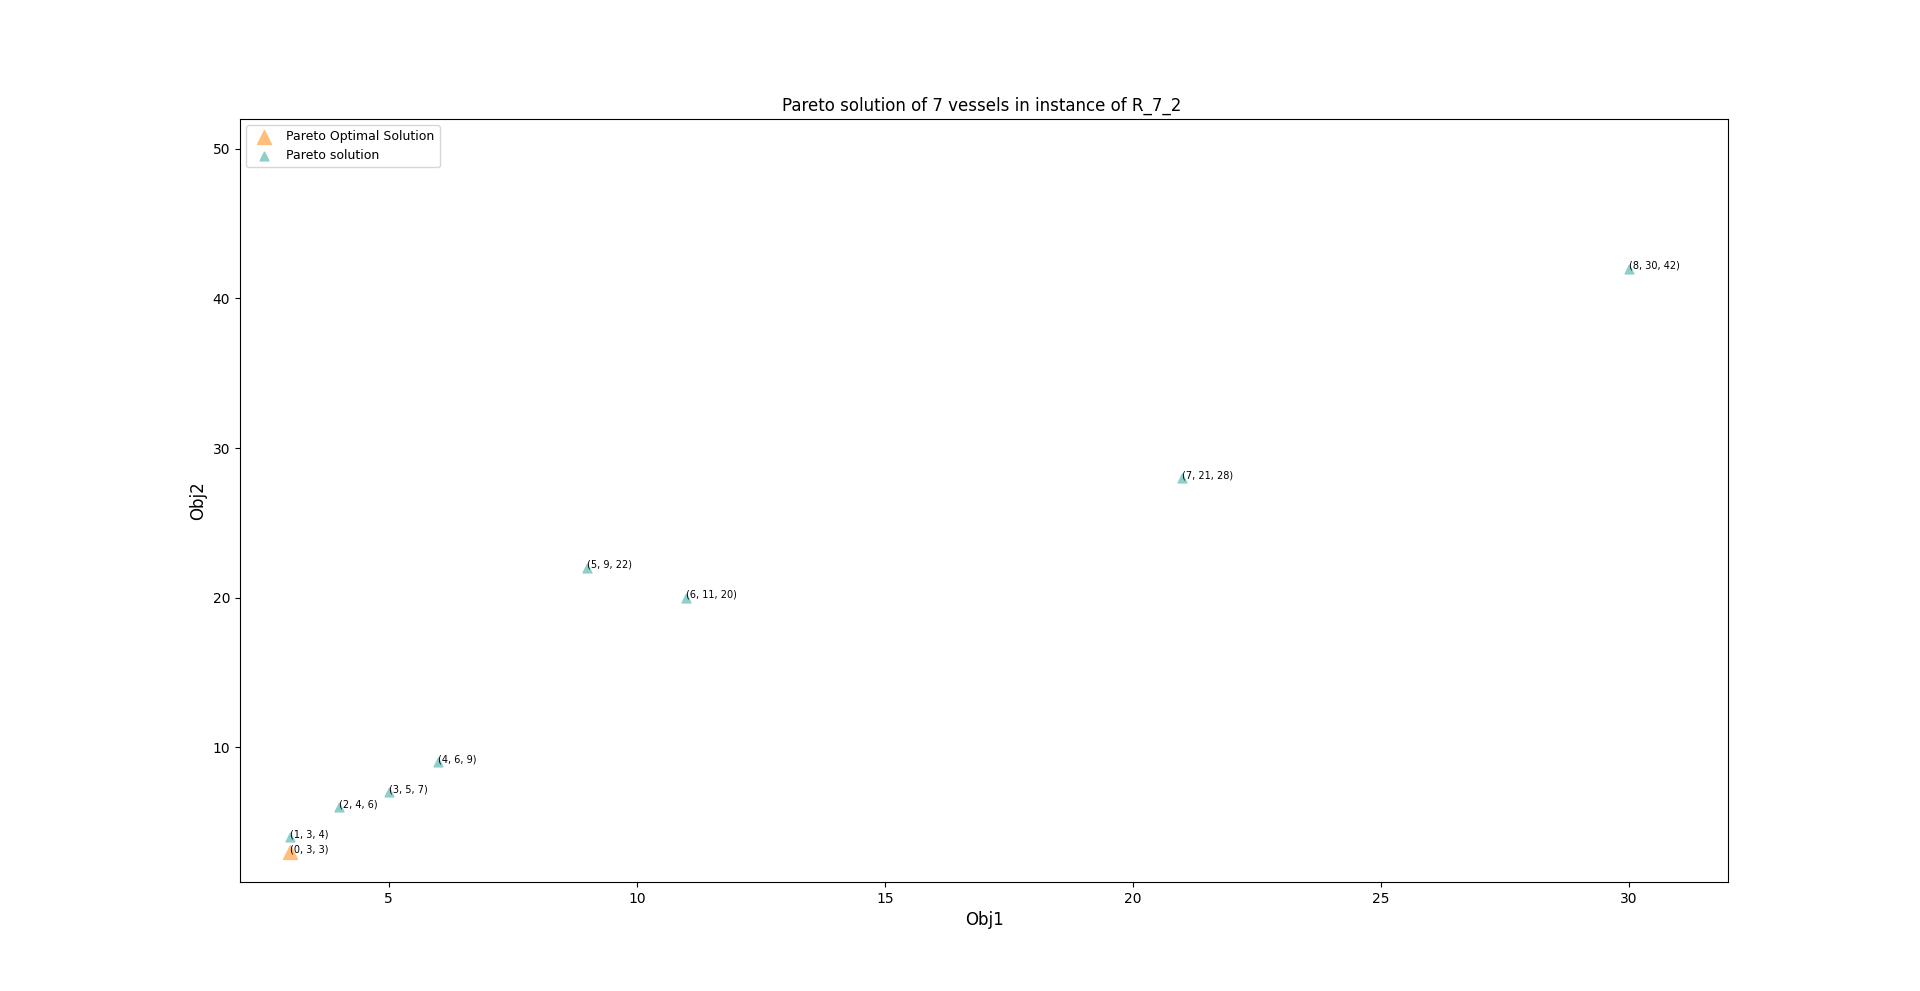 Pareto solution of 7 vessels in instance of R_7_2
Pareto Optimal Solution
Pareto solution
50
40
30
20
10
Obj2
(8, 30, 42)
(7, 21, 28)
(5, 9, 22)
(6, 11, 20)
(4, 6, 9)
(3, 5, 7)
(2, 4, 6)
(1, 3, 4)
(0, 3, 3)
5
10
15
20
25
30
Obj1